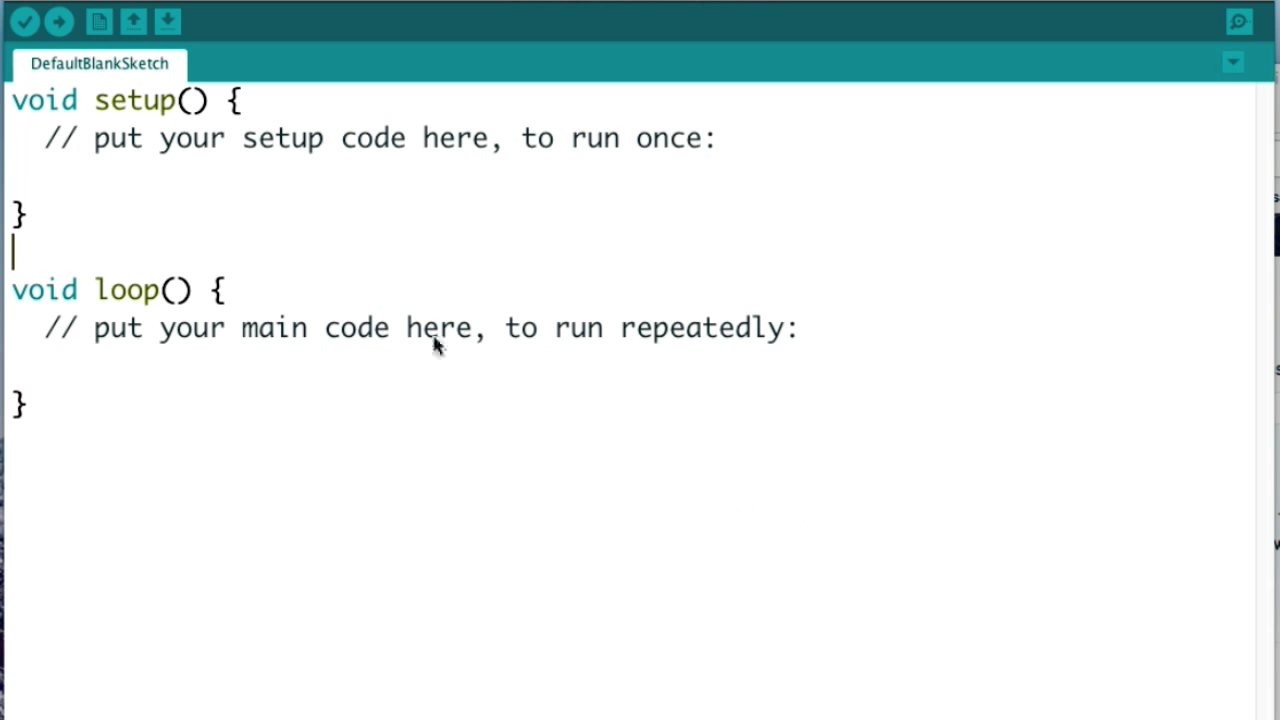 DefaultBlankSketch
void setup() {
  // put your setup code here, to run once:
}
void loop() {
  // put your main code here, to run repeatedly:
}